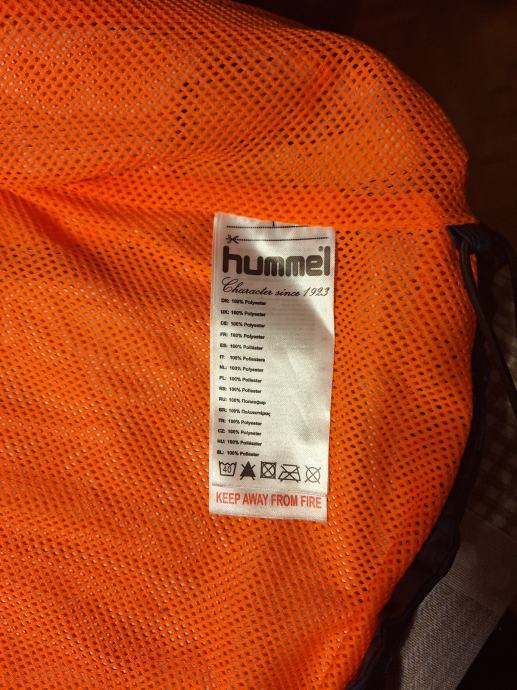 hummel
Character since 1923
DK: 100% Polyester
UK: 100% Polyester
DE: 100% Polyester
FR: 100% Polyester
ES: 100% Poliéster
IT: 100% Poliestere
NL: 100% Polyester
PL: 100% Poliester
RS: 100% Poliester
RU: 100% Полиэфир
GR: 100% Πολυεστέρας
TR: 100% Polyester
CZ: 100% Polyester
HU: 100% Poliészter
SL: 100% Poliester
40
KEEP AWAY FROM FIRE